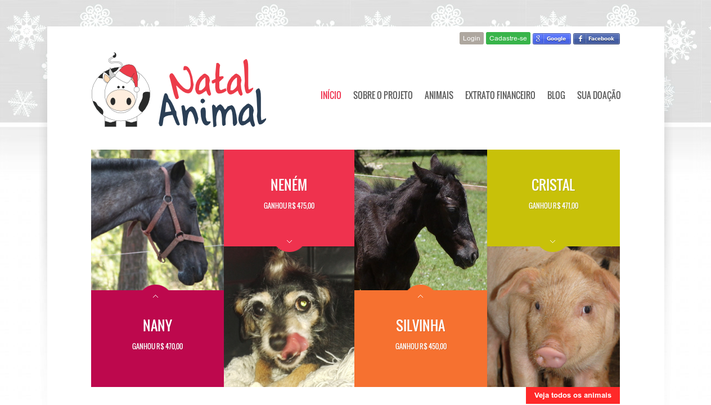 Login Cadastre-se Google Facebook
Natal
Animal
INÍCIO SOBRE O PROJETO ANIMAIS EXTRATO FINANCEIRO BLOG SUA DOAÇÃO
NENÉM
GANHOU R$ 475,00
CRISTAL
GANHOU R$ 471,00
NANY
GANHOU R$ 470,00
SILVINHA
GANHOU R$ 450,00
Veja todos os animais